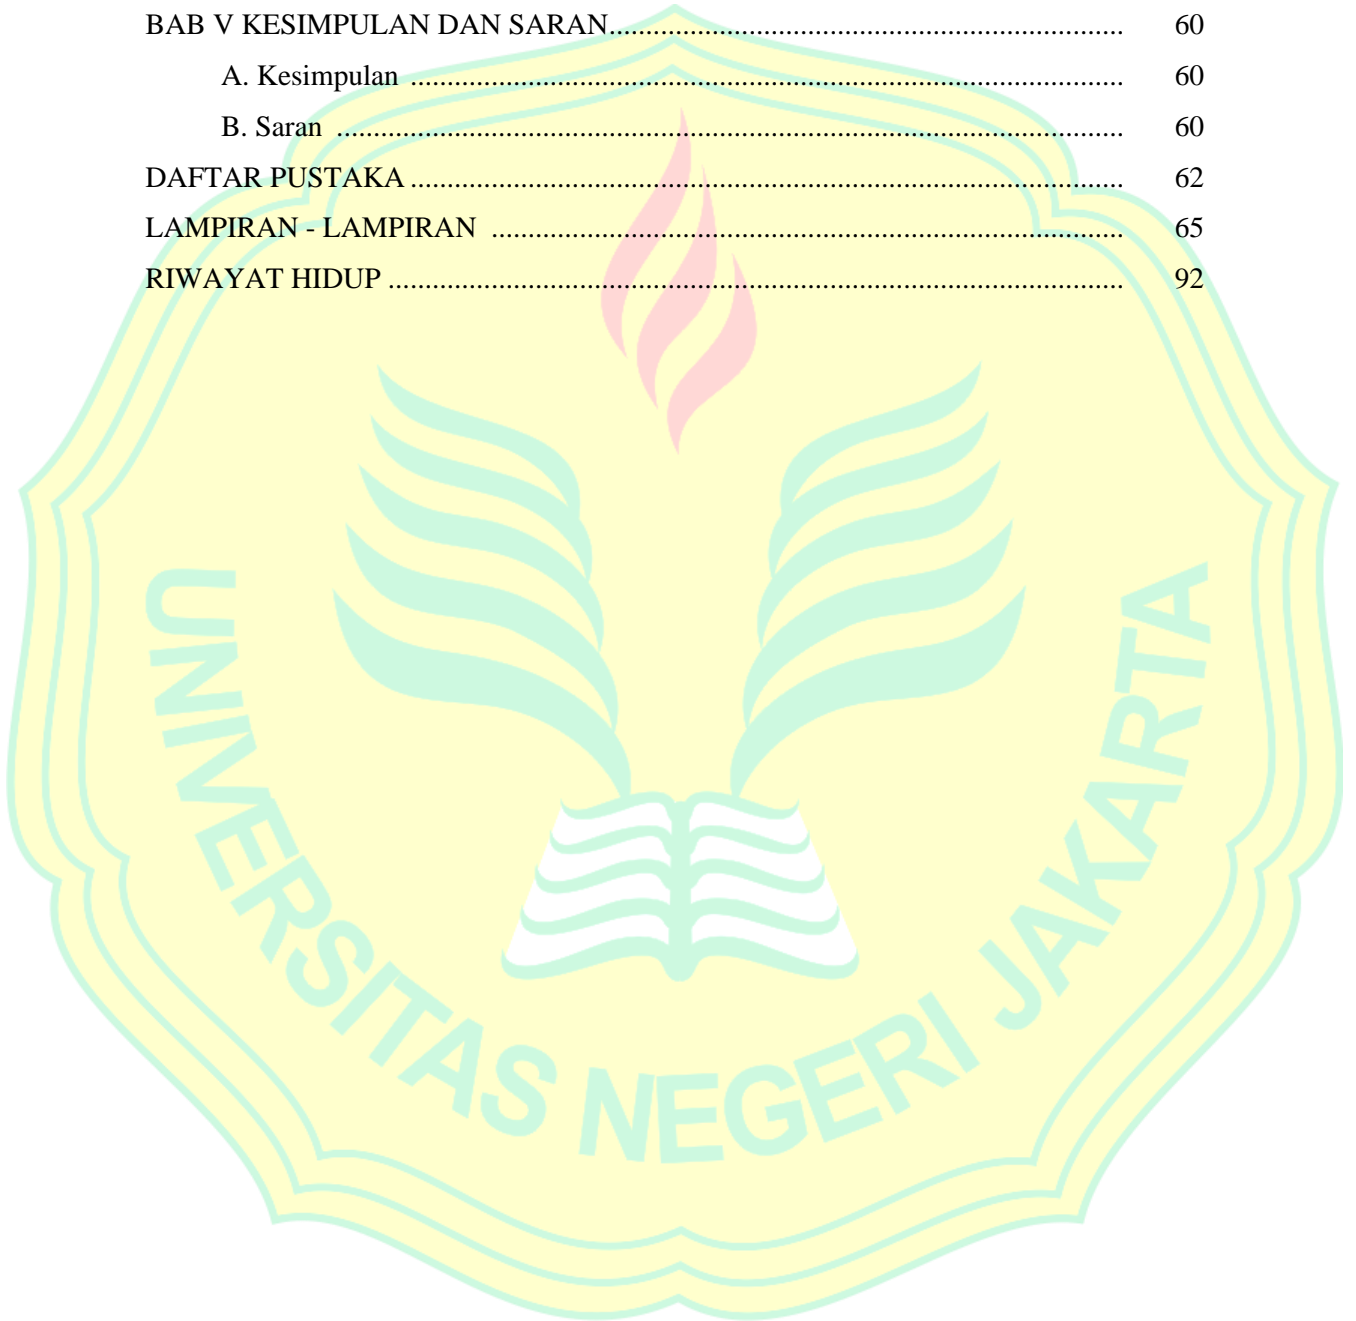 BAB V KESIMPULAN DAN SARAN....................................................................... 60
A. Kesimpulan .................................................................................................. 60
B. Saran ............................................................................................................ 60
DAFTAR PUSTAKA .................................................................................................. 62
LAMPIRAN - LAMPIRAN ....................................................................................... 65
RIWAYAT HIDUP ..................................................................................................... 92
UNIVERSITAS NEGERI JAKARTA